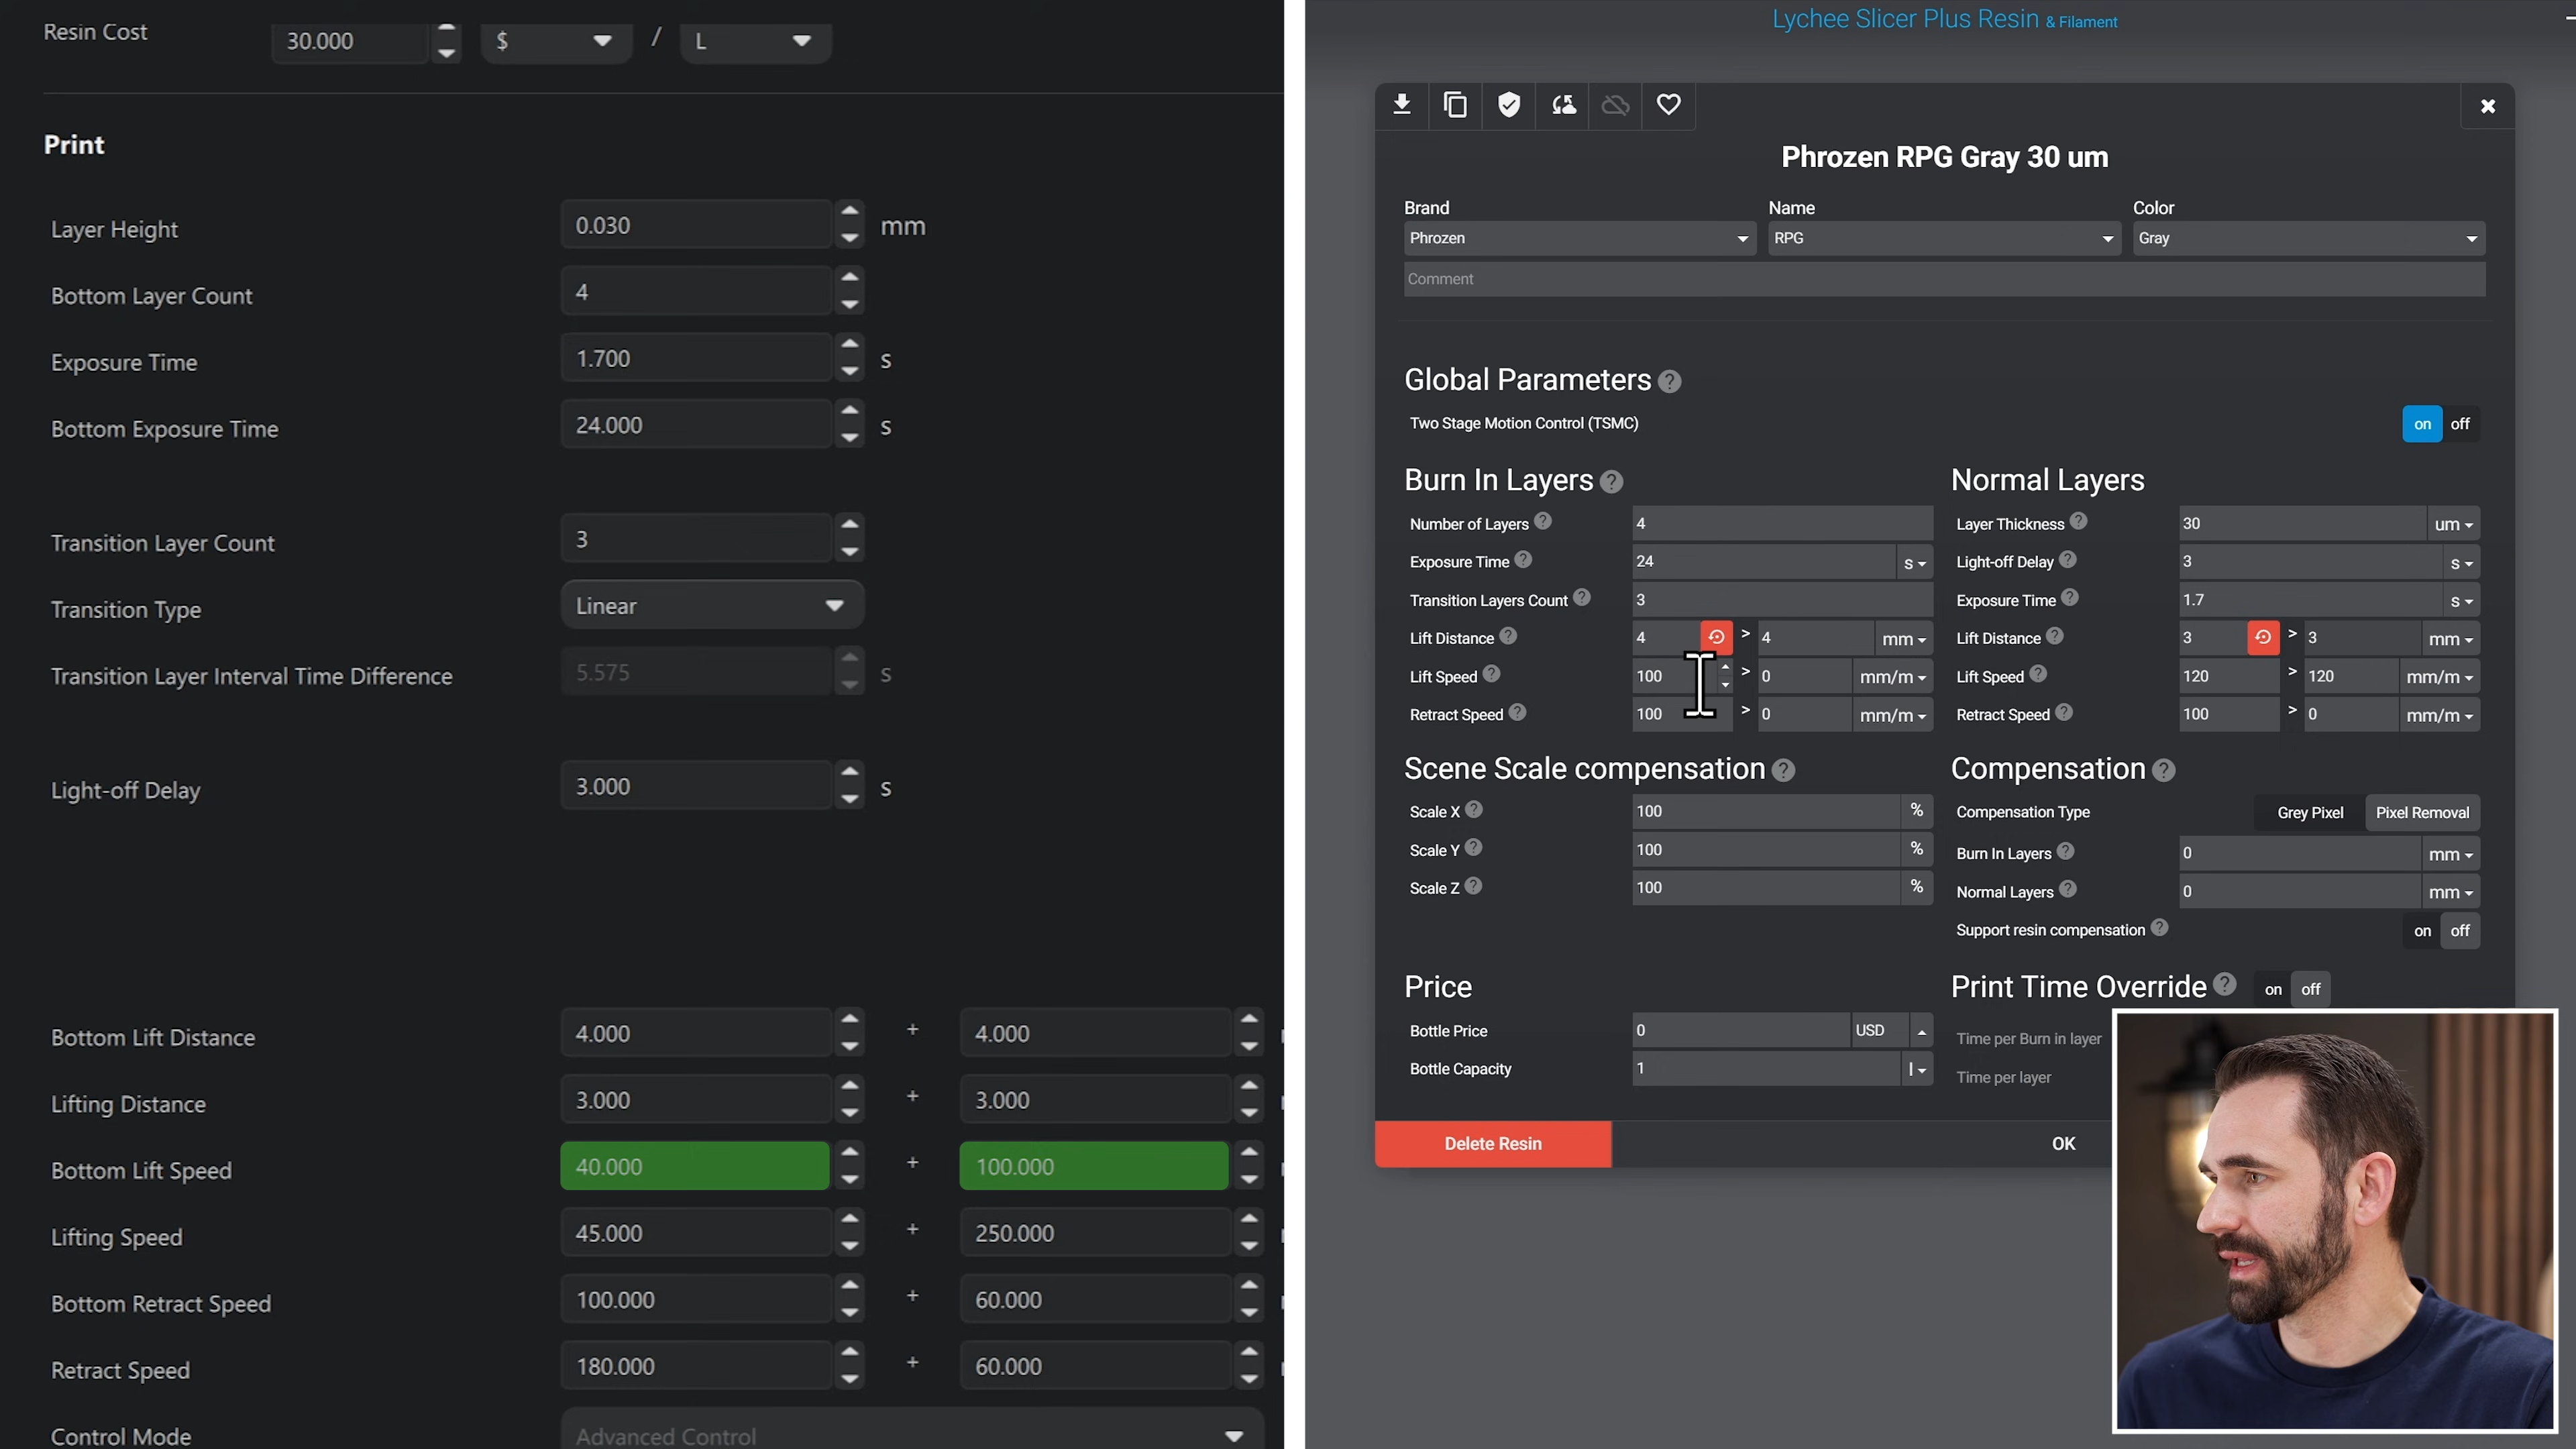 Resin Cost 30.000 $ / L
Print
Layer Height 0.030 mm
Bottom Layer Count 4
Exposure Time 1.700 s
Bottom Exposure Time 24.000 s
Transition Layer Count 3
Transition Type Linear
Transition Layer Interval Time Difference 5.575 s
Light-off Delay 3.000 s
Bottom Lift Distance 4.000 + 4.000
Lifting Distance 3.000 + 3.000
Bottom Lift Speed 40.000 + 100.000
Lifting Speed 45.000 + 250.000
Bottom Retract Speed 100.000 + 60.000
Retract Speed 180.000 + 60.000
Control Mode Advanced Control
Lychee Slicer Plus Resin & Filament
Phrozen RPG Gray 30 um
Brand Name Color
Phrozen RPG Gray
Comment
Global Parameters
Two Stage Motion Control (TSMC) on off
Burn In Layers
Number of Layers 4
Exposure Time 24 s
Transition Layers Count 3
Lift Distance 4 > 4 mm
Lift Speed 100 > 0 mm/m
Retract Speed 100 > 0 mm/m
Normal Layers
Layer Thickness 30 um
Light-off Delay 3 s
Exposure Time 1.7 s
Lift Distance 3 > 3 mm
Lift Speed 120 > 120 mm/m
Retract Speed 100 > 0 mm/m
Scene Scale compensation
Scale X 100 %
Scale Y 100 %
Scale Z 100 %
Compensation
Compensation Type Grey Pixel Pixel Removal
Burn In Layers 0 mm
Normal Layers 0 mm
Support resin compensation on off
Price
Bottle Price 0 USD
Bottle Capacity 1 l
Print Time Override on off
Time per Burn in layer
Time per layer
Delete Resin OK